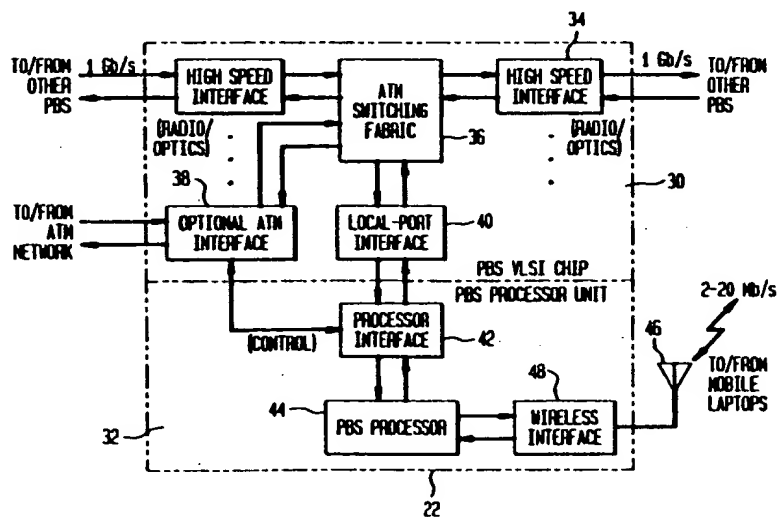 34
TO/FROM
OTHER
PBS
1 Gb/s
HIGH SPEED
INTERFACE
ATM
SWITCHING
FABRIC
HIGH SPEED
INTERFACE
1 Gb/s
TO/FROM
OTHER
PBS
(RADIO/
OPTICS)
36
(RADIO/
OPTICS)
38
30
TO/FROM
ATM
NETWORK
OPTIONAL ATM
INTERFACE
LOCAL-PORT
INTERFACE
40
PBS VLSI CHIP
PBS PROCESSOR UNIT
2-20 Mb/s
(CONTROL)
PROCESSOR
INTERFACE
42
46
TO/FROM
MOBILE
LAPTOPS
44
48
32
PBS PROCESSOR
WIRELESS
INTERFACE
22